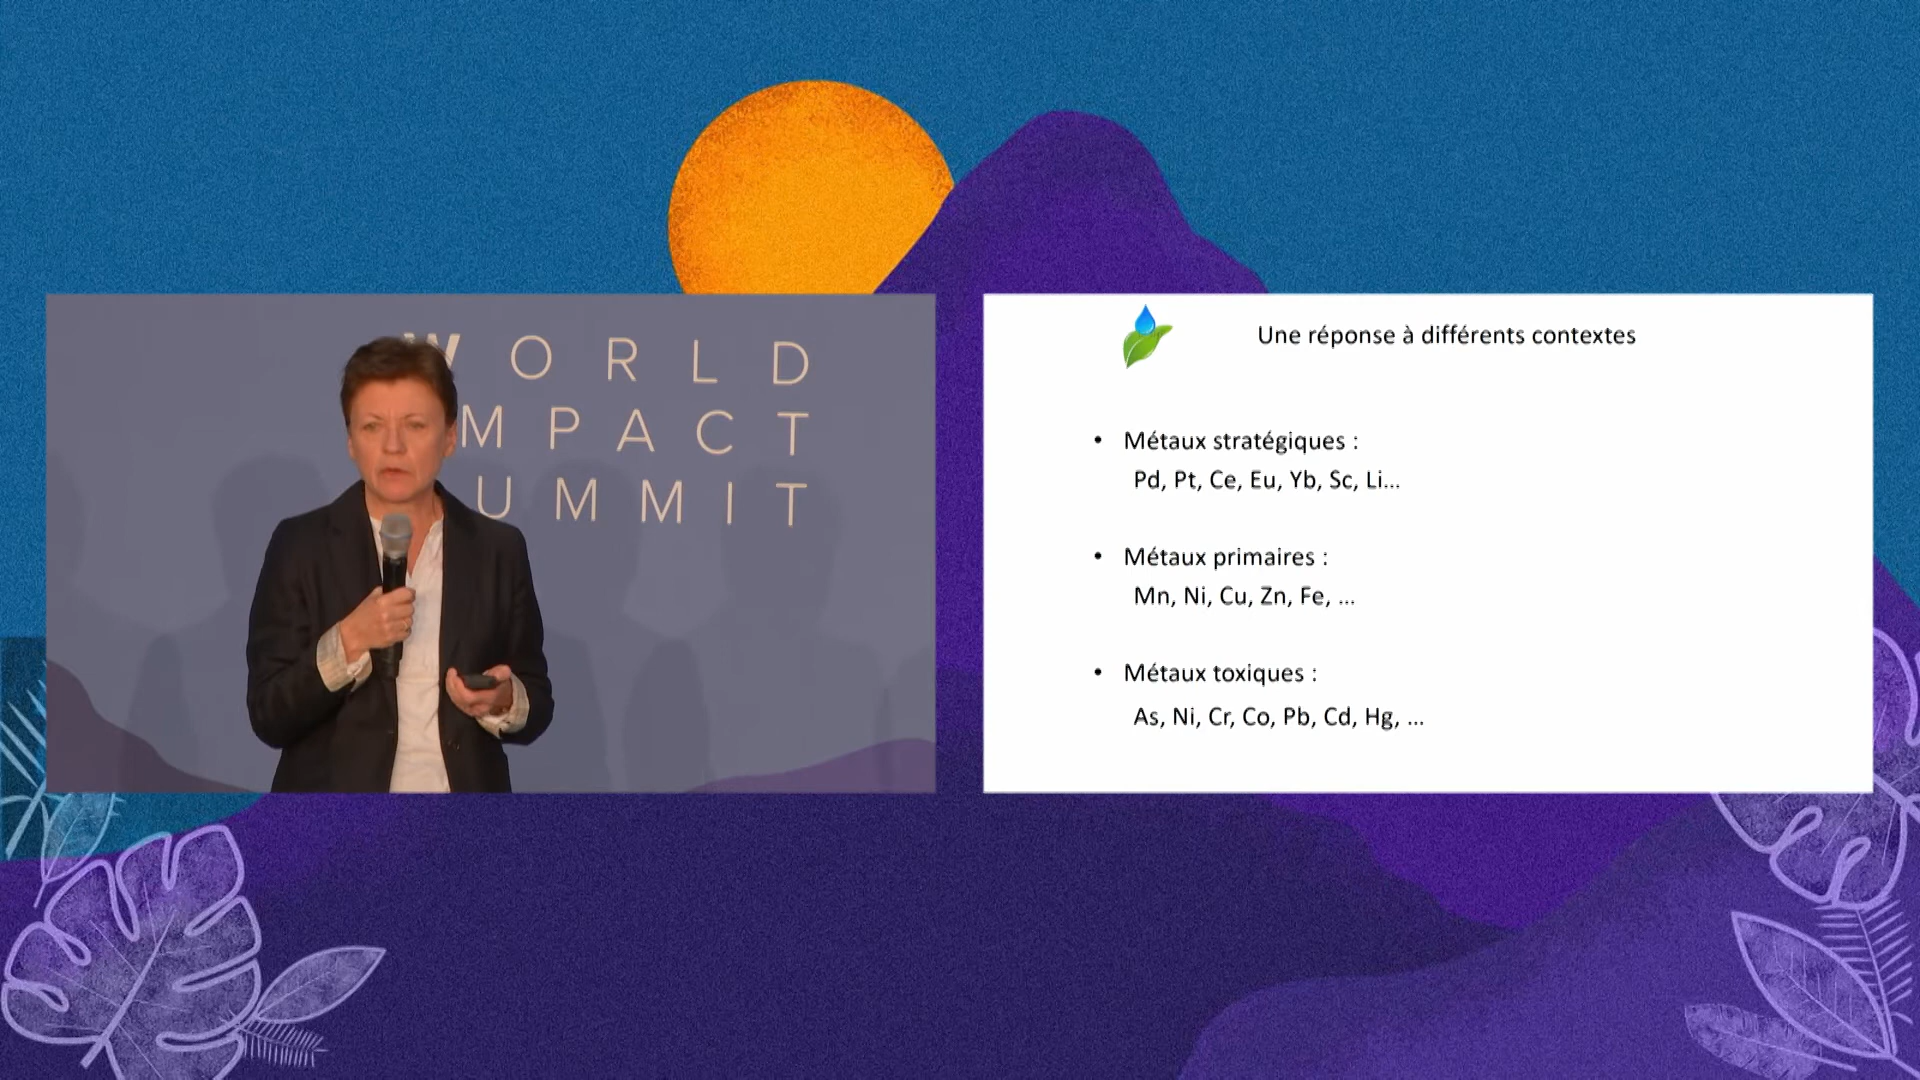 WORLD
MPACT
UMMIT
Une réponse à différents contextes
• Métaux stratégiques :
Pd, Pt, Ce, Eu, Yb, Sc, Li...
• Métaux primaires :
Mn, Ni, Cu, Zn, Fe, ...
• Métaux toxiques :
As, Ni, Cr, Co, Pb, Cd, Hg, ...